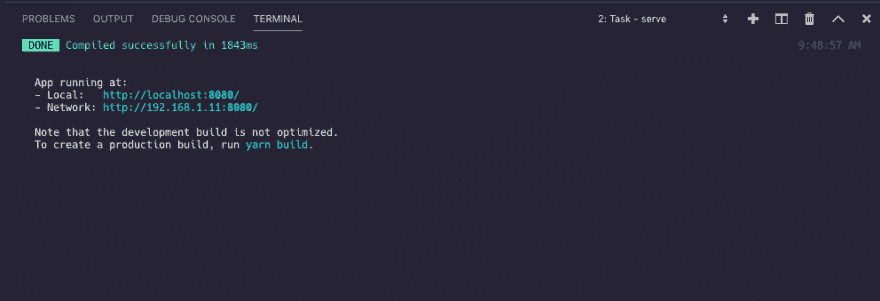 PROBLEMS OUTPUT DEBUG CONSOLE TERMINAL 2: Task - serve
DONE Compiled successfully in 1843ms 9:48:57 AM
App running at:
- Local: http://localhost:8080/
- Network: http://192.168.1.11:8080/
Note that the development build is not optimized.
To create a production build, run yarn build.